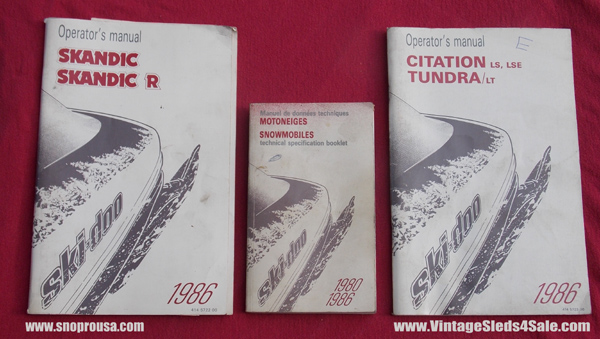 Operator's manual
SKANDIC
SKANDIC R
ski-doo
1986
Manuel de données techniques
MOTONEIGES
SNOWMOBILES
technical specification booklet
ski-doo
1980
1986
Operator's manual
E
CITATION LS, LSE
TUNDRA/LT
ski-doo
1986
www.snoprousa.com
www.VintageSleds4Sale.com